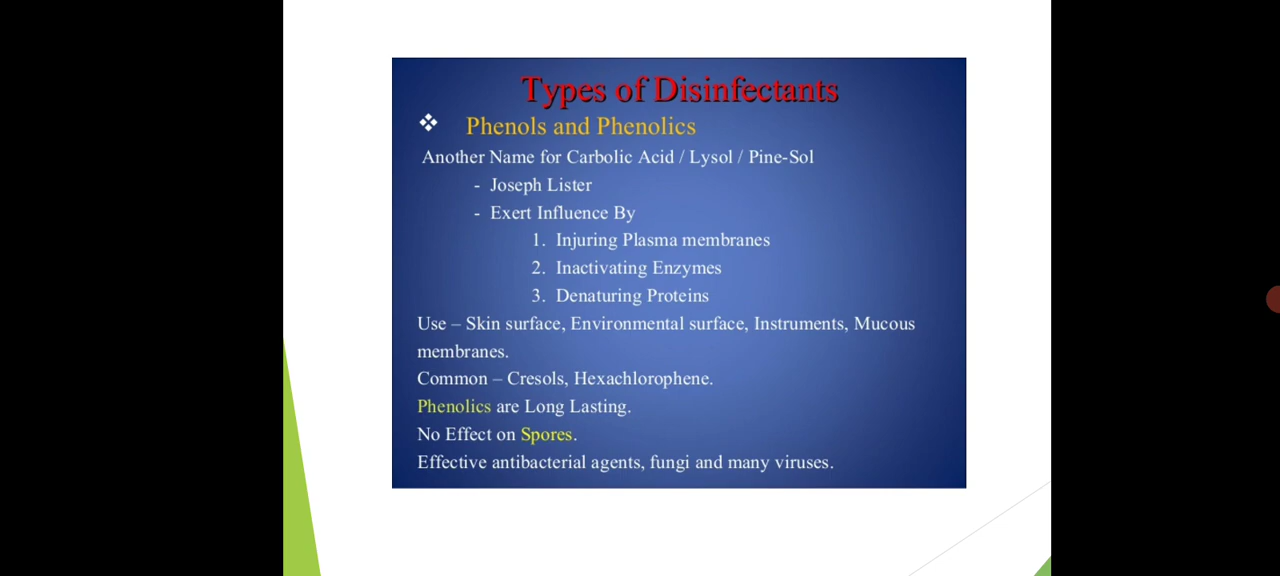 Types of Disinfectants
❖ Phenols and Phenolics
Another Name for Carbolic Acid / Lysol / Pine-Sol
- Joseph Lister
- Exert Influence By
1. Injuring Plasma membranes
2. Inactivating Enzymes
3. Denaturing Proteins
Use – Skin surface, Environmental surface, Instruments, Mucous
membranes.
Common – Cresols, Hexachlorophene.
Phenolics are Long Lasting.
No Effect on Spores.
Effective antibacterial agents, fungi and many viruses.